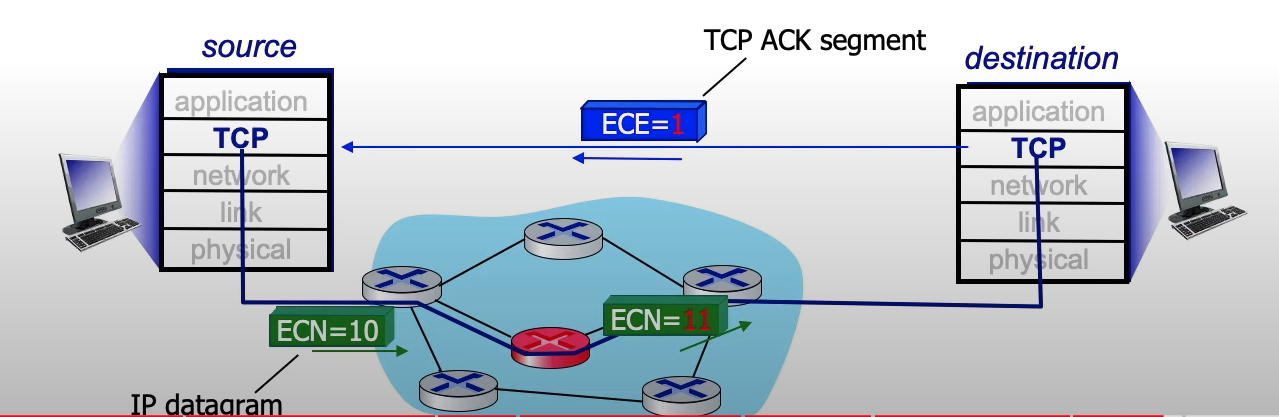 source
TCP ACK segment
destination
application
TCP
network
link
physical
ECE=1
application
TCP
network
link
physical
ECN=10
ECN=11
IP datagram